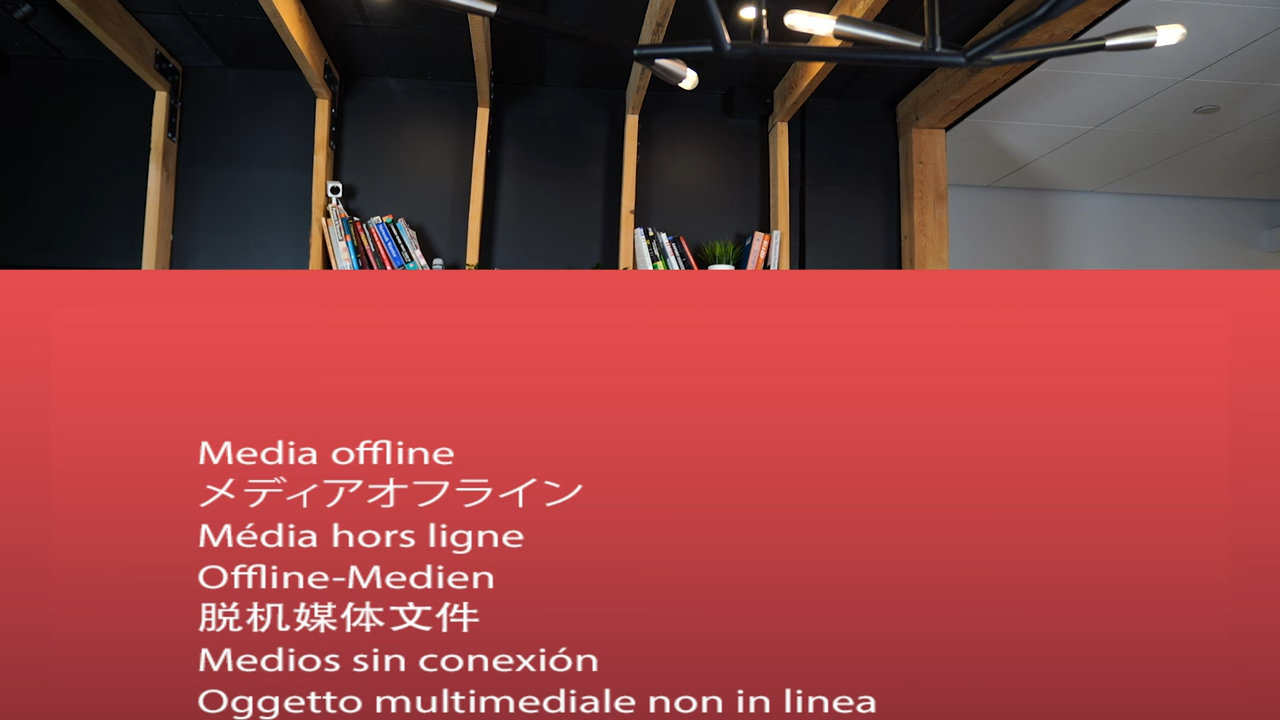 Media offline
メディアオフライン
Média hors ligne
Offline-Medien
脱机媒体文件
Medios sin conexión
Oggetto multimediale non in linea